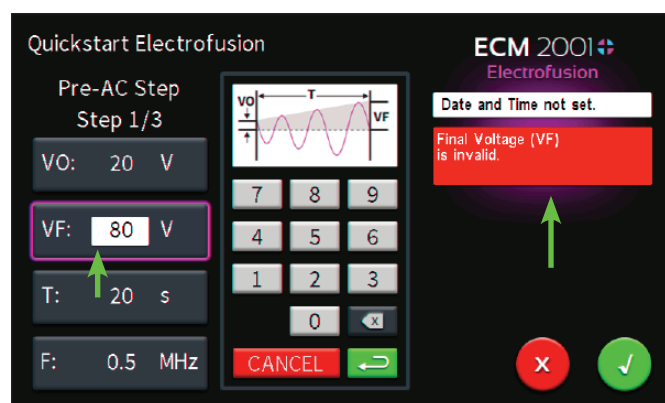 Quickstart Electrofusion
ECM 2001
Electrofusion
Pre-AC Step
Step 1/3
VO: 20 V
VF: 80 V
T: 20 s
F: 0.5 MHz
VO
T
VF
7 8 9
4 5 6
1 2 3
0 x
CANCEL
Date and Time not set.
Final Voltage (VF)
is invalid.
x